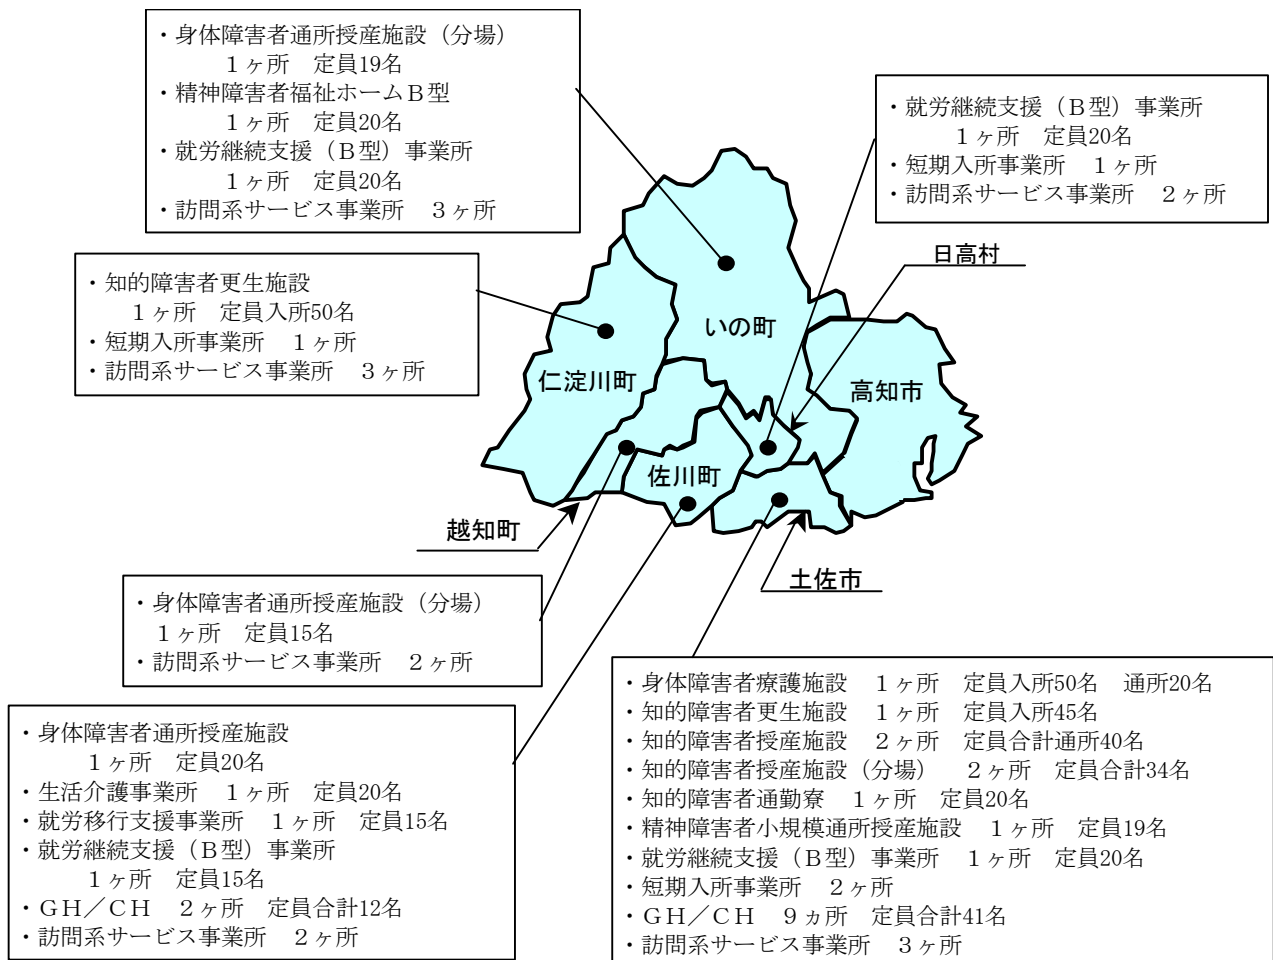 ・身体障害者通所授産施設（分場）
１ヶ所　定員19名
・精神障害者福祉ホームＢ型
１ヶ所　定員20名
・就労継続支援（Ｂ型）事業所
１ヶ所　定員20名
・訪問系サービス事業所　３ヶ所
・就労継続支援（Ｂ型）事業所
１ヶ所　定員20名
・短期入所事業所　１ヶ所
・訪問系サービス事業所　２ヶ所
・知的障害者更生施設
１ヶ所　定員入所50名
・短期入所事業所　１ヶ所
・訪問系サービス事業所　３ヶ所
日高村
いの町
仁淀川町
高知市
佐川町
越知町
土佐市
・身体障害者通所授産施設（分場）
１ヶ所　定員15名
・訪問系サービス事業所　２ヶ所
・身体障害者通所授産施設
１ヶ所　定員20名
・生活介護事業所　１ヶ所　定員20名
・就労移行支援事業所　１ヶ所　定員15名
・就労継続支援（Ｂ型）事業所
１ヶ所　定員15名
・ＧＨ／ＣＨ　２ヶ所　定員合計12名
・訪問系サービス事業所　２ヶ所
・身体障害者療護施設　１ヶ所　定員入所50名　通所20名
・知的障害者更生施設　１ヶ所　定員入所45名
・知的障害者授産施設　２ヶ所　定員合計通所40名
・知的障害者授産施設（分場）　２ヶ所　定員合計34名
・知的障害者通勤寮　１ヶ所　定員20名
・精神障害者小規模通所授産施設　１ヶ所　定員19名
・就労継続支援（Ｂ型）事業所　１ヶ所　定員20名
・短期入所事業所　２ヶ所
・ＧＨ／ＣＨ　９ヵ所　定員合計41名
・訪問系サービス事業所　３ヶ所